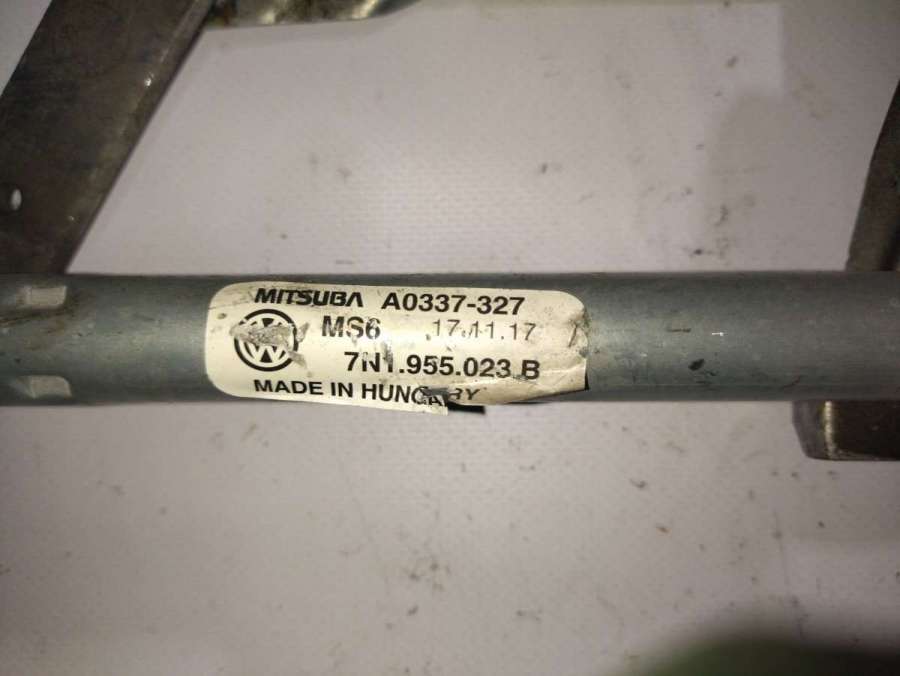 MITSUBA A0337-327
MS6 17.11.17
7N1.955.023 B
MADE IN HUNGARY